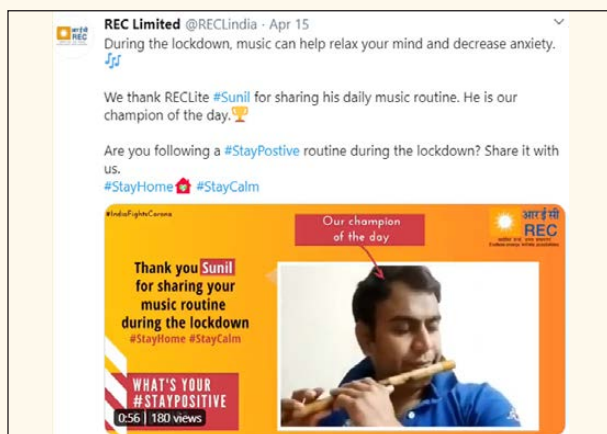 REC Limited @RECLindia · Apr 15
During the lockdown, music can help relax your mind and decrease anxiety.
🎶
We thank RECLite #Sunil for sharing his daily music routine. He is our
champion of the day.🏆
Are you following a #StayPostive routine during the lockdown? Share it with
us.
#StayHome #StayCalm
#IndiaFightsCorona
Our champion
of the day
आर ई सी
REC
Thank you Sunil
for sharing your
music routine
during the lockdown
#StayHome #StayCalm
WHAT'S YOUR
#STAYPOSITIVE
0:56 | 180 views
आर ई सी
REC